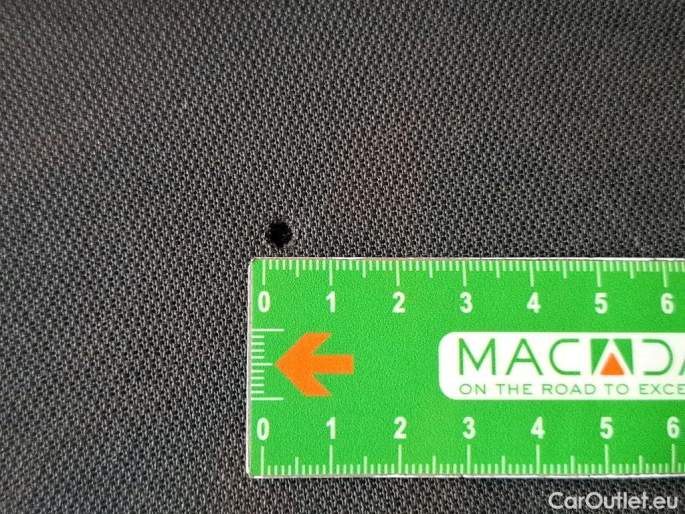 0 1 2 3 4 5 6
MACADA
ON THE ROAD TO EXCE
0 1 2 3 4 5 6
CarOutlet.eu